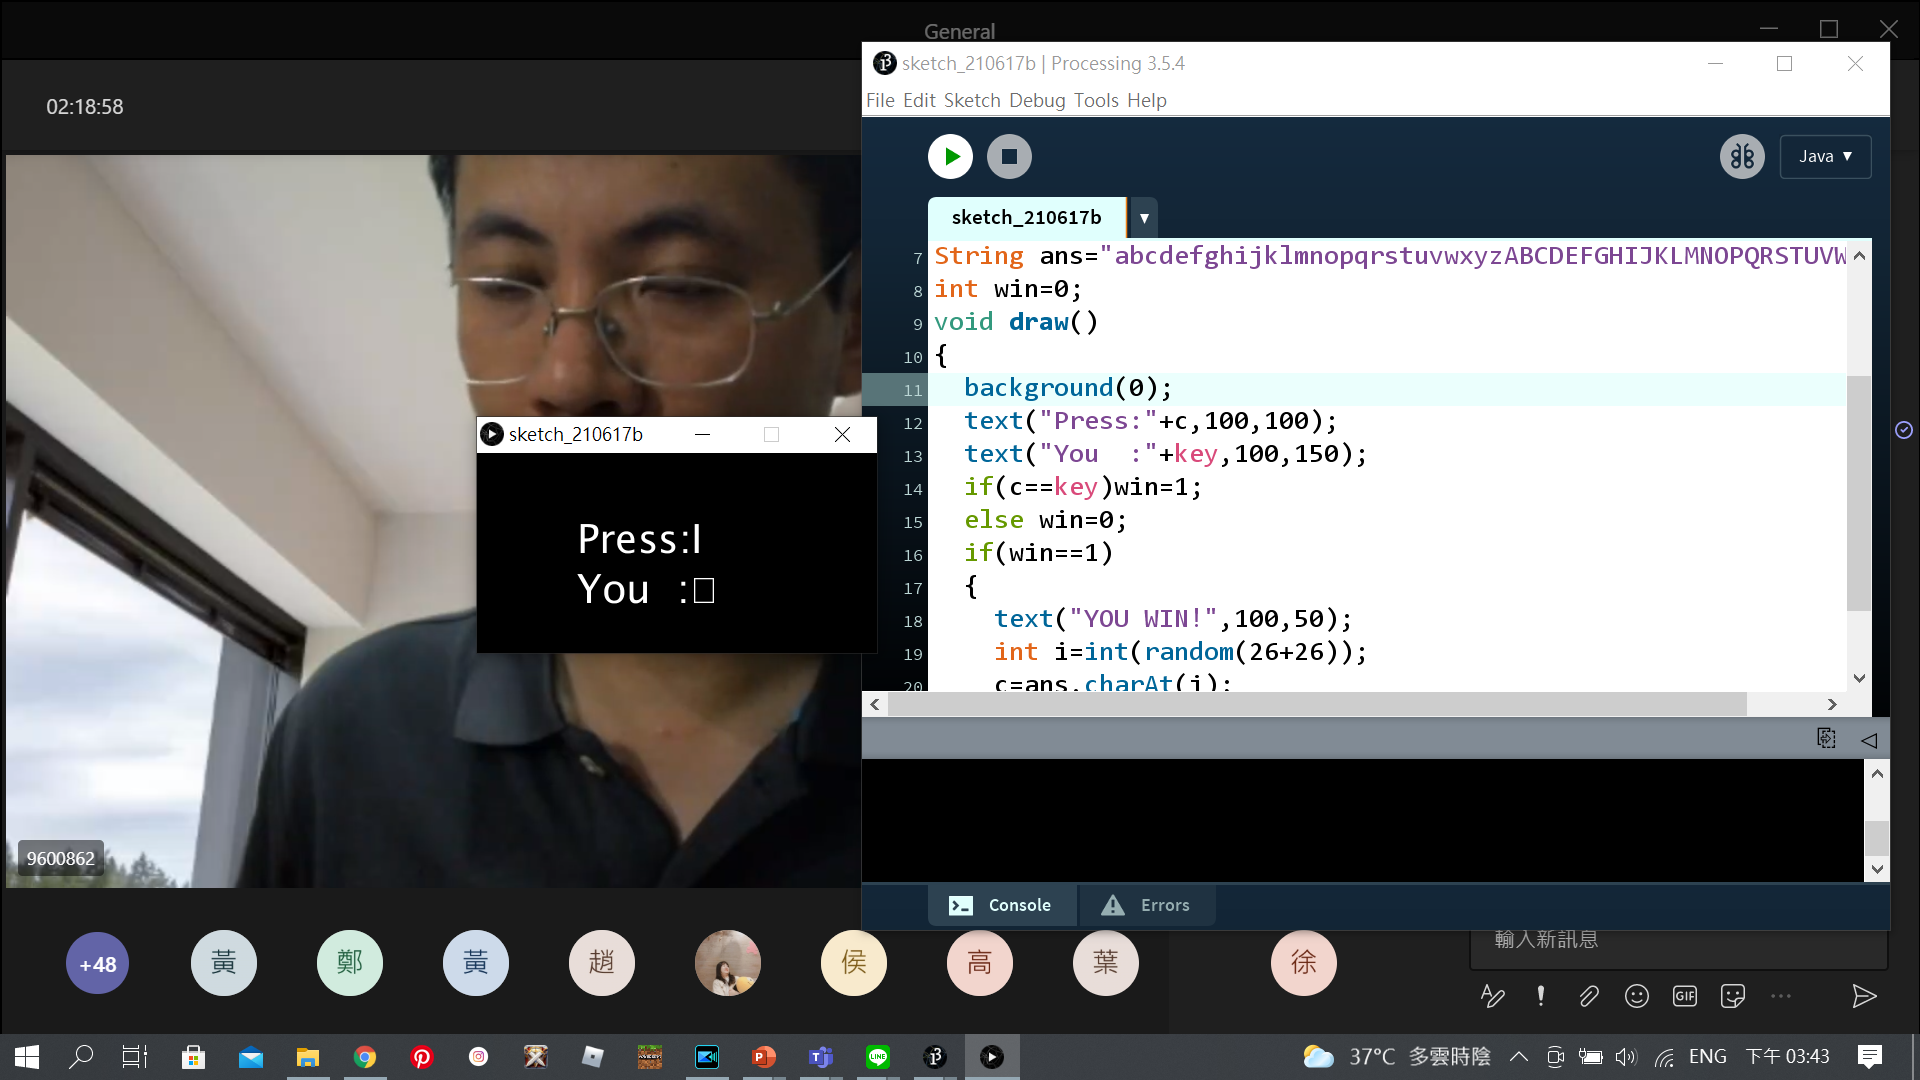 General
sketch_210617b | Processing 3.5.4
File Edit Sketch Debug Tools Help
02:18:58
Java ▼
sketch_210617b ▼
7 String ans="abcdefghijklmnopqrstuvwxyzABCDEFGHIJKLMNOPQRSTUVW
8 int win=0;
9 void draw()
10 {
11 background(0);
12 text("Press:"+c,100,100);
13 text("You  :"+key,100,150);
14 if(c==key)win=1;
15 else win=0;
16 if(win==1)
17 {
18 text("YOU WIN!",100,50);
19 int i=int(random(26+26));
20 c=ans.charAt(i);
sketch_210617b
Press:I
You  :□
9600862
Console
Errors
+48
黃
鄭
黃
趙
侯
高
葉
徐
輸入新訊息
GIF
37°C 多雲時陰
ENG
下午 03:43